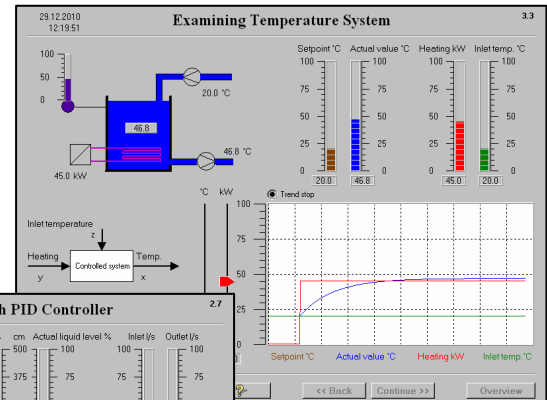 29.12.2010
12:19:51
Examining Temperature System
3.3
Setpoint °C Actual value °C Heating kW Inlet temp. °C
100 100 100 100
75 75 75 75
50 50 50 50
25 25 25 25
0 0 0 0
20.0 46.8 45.0 20.0
100
50
0
20.0 °C
46.8
46.8 °C
45.0 kW
°C kW
Trend stop
100
75
50
25
0
Inlet temperature
z
Heating
Controlled system
Temp.
y
x
Setpoint °C Actual value °C Heating kW Inlet temp. °C
<< Back Continue >> Overview
PID Controller
2.7
cm Actual liquid level % Inlet l/s Outlet l/s
500 100 100 100
375 75 75 75